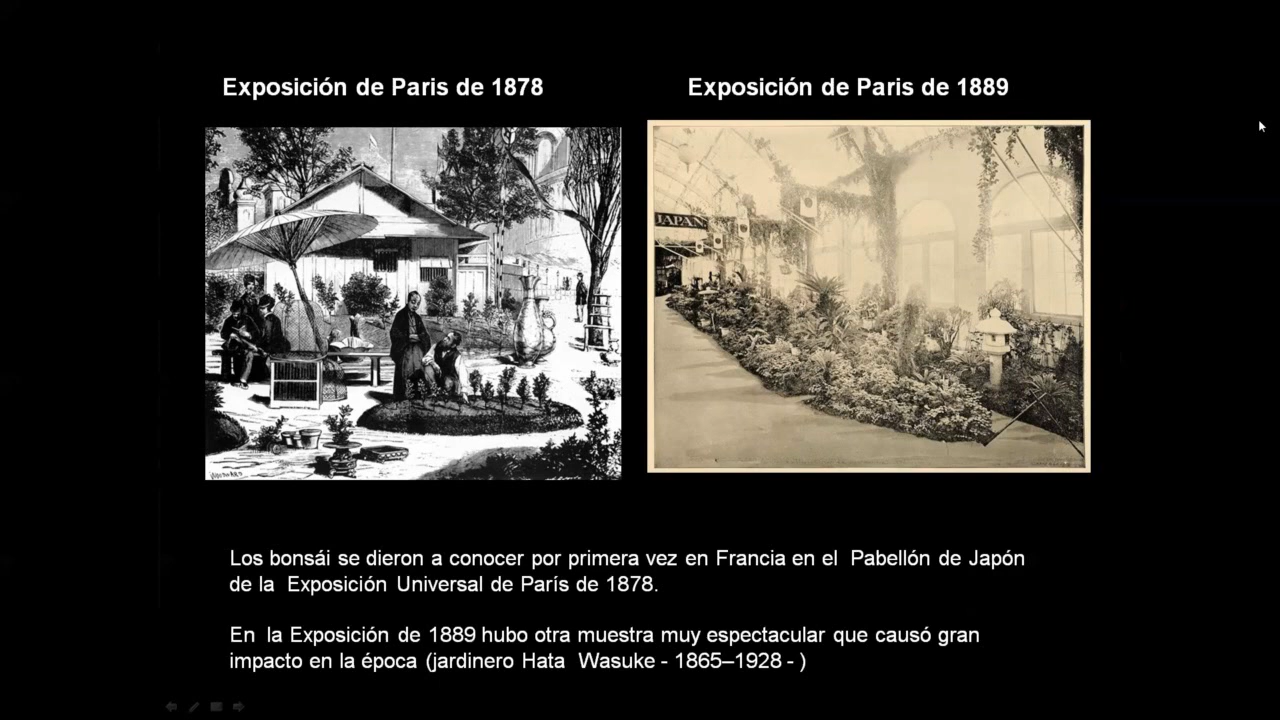 Exposición de Paris de 1878
Exposición de Paris de 1889
JAPAN
Los bonsái se dieron a conocer por primera vez en Francia en el Pabellón de Japón
de la Exposición Universal de París de 1878.
En la Exposición de 1889 hubo otra muestra muy espectacular que causó gran
impacto en la época (jardinero Hata Wasuke - 1865–1928 - )